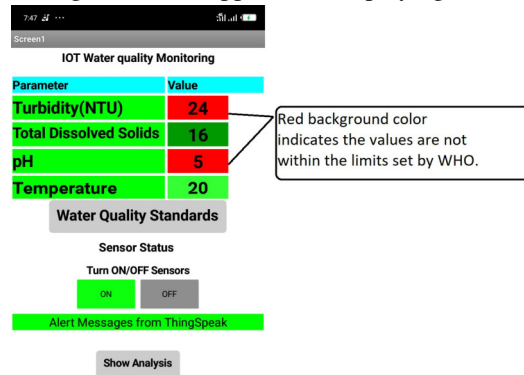 7:47
Screen1
IOT Water quality Monitoring
Parameter Value
Turbidity(NTU) 24
Total Dissolved Solids 16
pH 5
Temperature 20
Red background color
indicates the values are not
within the limits set by WHO.
Water Quality Standards
Sensor Status
Turn ON/OFF Sensors
ON OFF
Alert Messages from ThingSpeak
Show Analysis